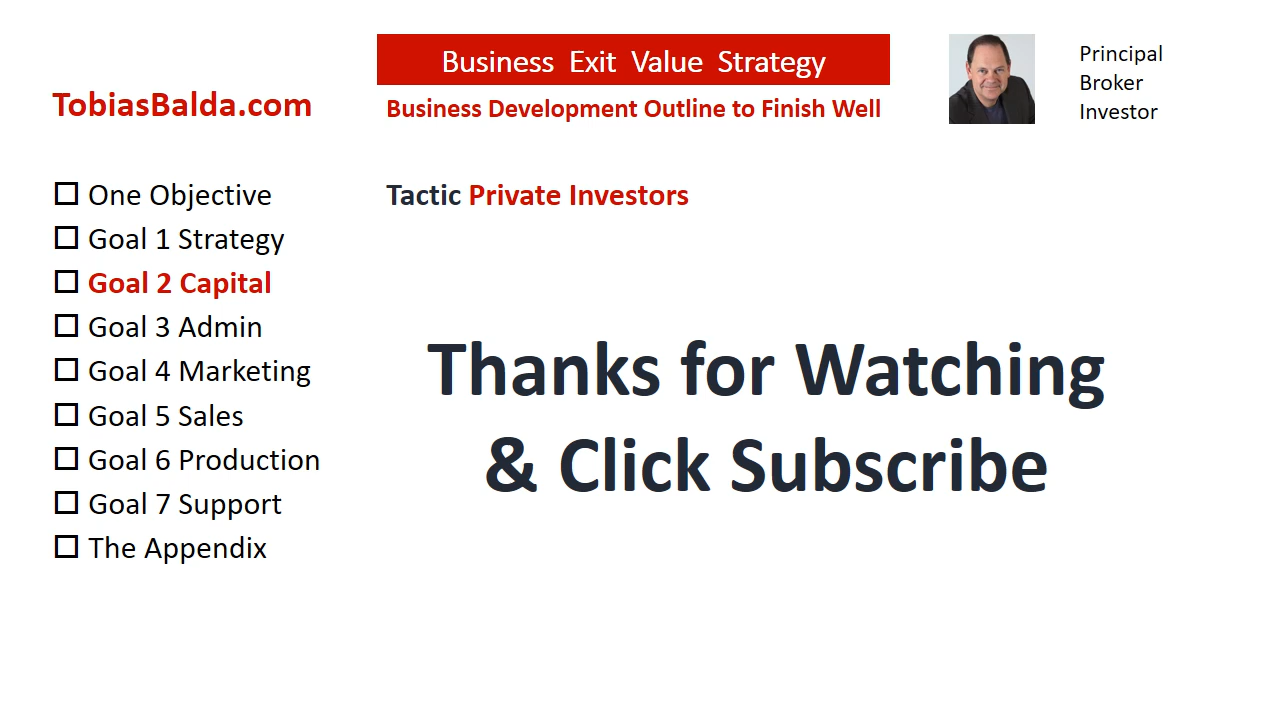 TobiasBalda.com
Business Exit Value Strategy
Business Development Outline to Finish Well
Principal
Broker
Investor
One Objective
Goal 1 Strategy
Goal 2 Capital
Goal 3 Admin
Goal 4 Marketing
Goal 5 Sales
Goal 6 Production
Goal 7 Support
The Appendix
Tactic Private Investors
Thanks for Watching
& Click Subscribe